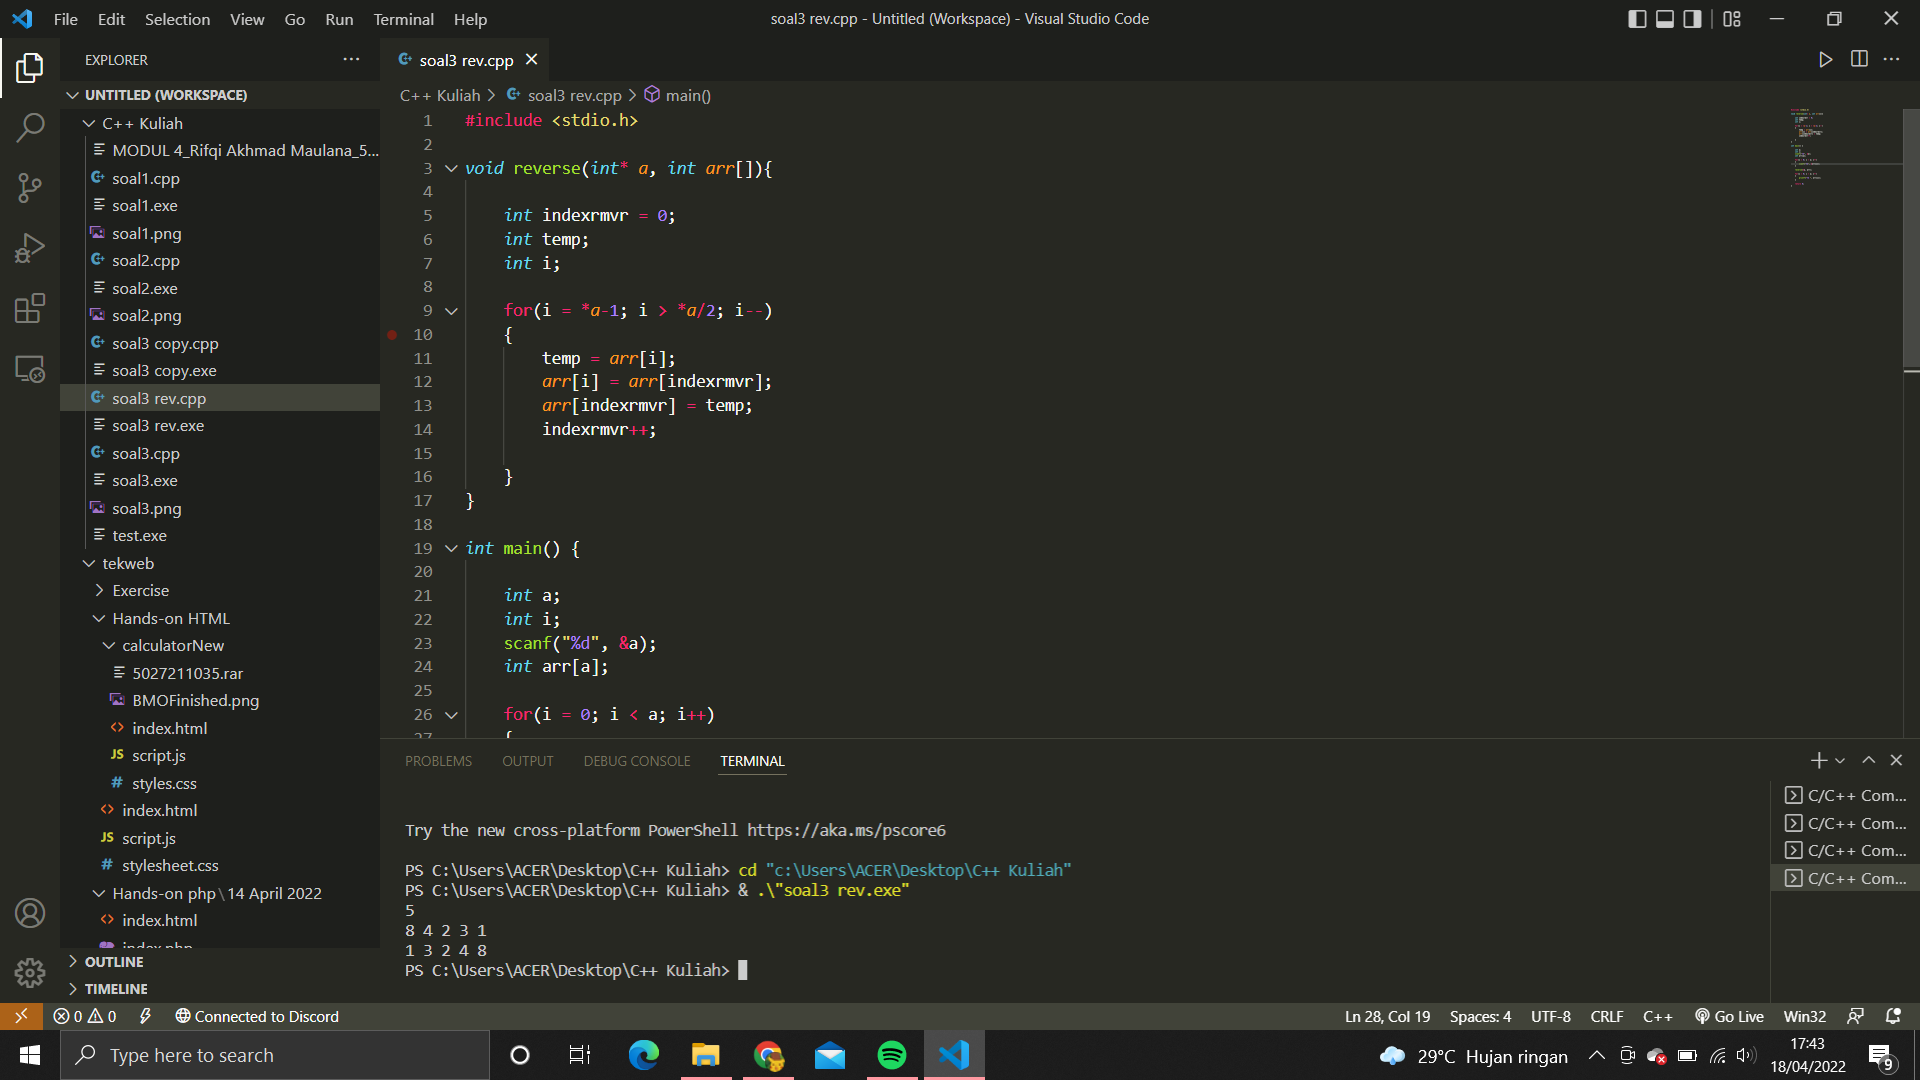 File Edit Selection View Go Run Terminal Help
soal3 rev.cpp - Untitled (Workspace) - Visual Studio Code
EXPLORER
UNTITLED (WORKSPACE)
C++ Kuliah
MODUL 4_Rifqi Akhmad Maulana_5...
soal1.cpp
soal1.exe
soal1.png
soal2.cpp
soal2.exe
soal2.png
soal3 copy.cpp
soal3 copy.exe
soal3 rev.cpp
soal3 rev.exe
soal3.cpp
soal3.exe
soal3.png
test.exe
tekweb
Exercise
Hands-on HTML
calculatorNew
5027211035.rar
BMOFinished.png
index.html
JS script.js
# styles.css
index.html
JS script.js
# stylesheet.css
Hands-on php\14 April 2022
index.html
index.php
OUTLINE
TIMELINE
soal3 rev.cpp
C++ Kuliah > soal3 rev.cpp > main()
1 #include <stdio.h>
2
3 void reverse(int* a, int arr[]){
4
5 int indexrmvr = 0;
6 int temp;
7 int i;
8
9 for(i = *a-1; i > *a/2; i--)
10 {
11 temp = arr[i];
12 arr[i] = arr[indexrmvr];
13 arr[indexrmvr] = temp;
14 indexrmvr++;
15
16 }
17 }
18
19 int main() {
20
21 int a;
22 int i;
23 scanf("%d", &a);
24 int arr[a];
25
26 for(i = 0; i < a; i++)
27 {
PROBLEMS OUTPUT DEBUG CONSOLE TERMINAL
Try the new cross-platform PowerShell https://aka.ms/pscore6
PS C:\Users\ACER\Desktop\C++ Kuliah> cd "c:\Users\ACER\Desktop\C++ Kuliah"
PS C:\Users\ACER\Desktop\C++ Kuliah> & .\"soal3 rev.exe"
5
8 4 2 3 1
1 3 2 4 8
PS C:\Users\ACER\Desktop\C++ Kuliah>
C/C++ Com...
C/C++ Com...
C/C++ Com...
C/C++ Com...
0 0 Connected to Discord
Ln 28, Col 19 Spaces: 4 UTF-8 CRLF C++ Go Live Win32
Type here to search
29°C Hujan ringan
17:43
18/04/2022
9